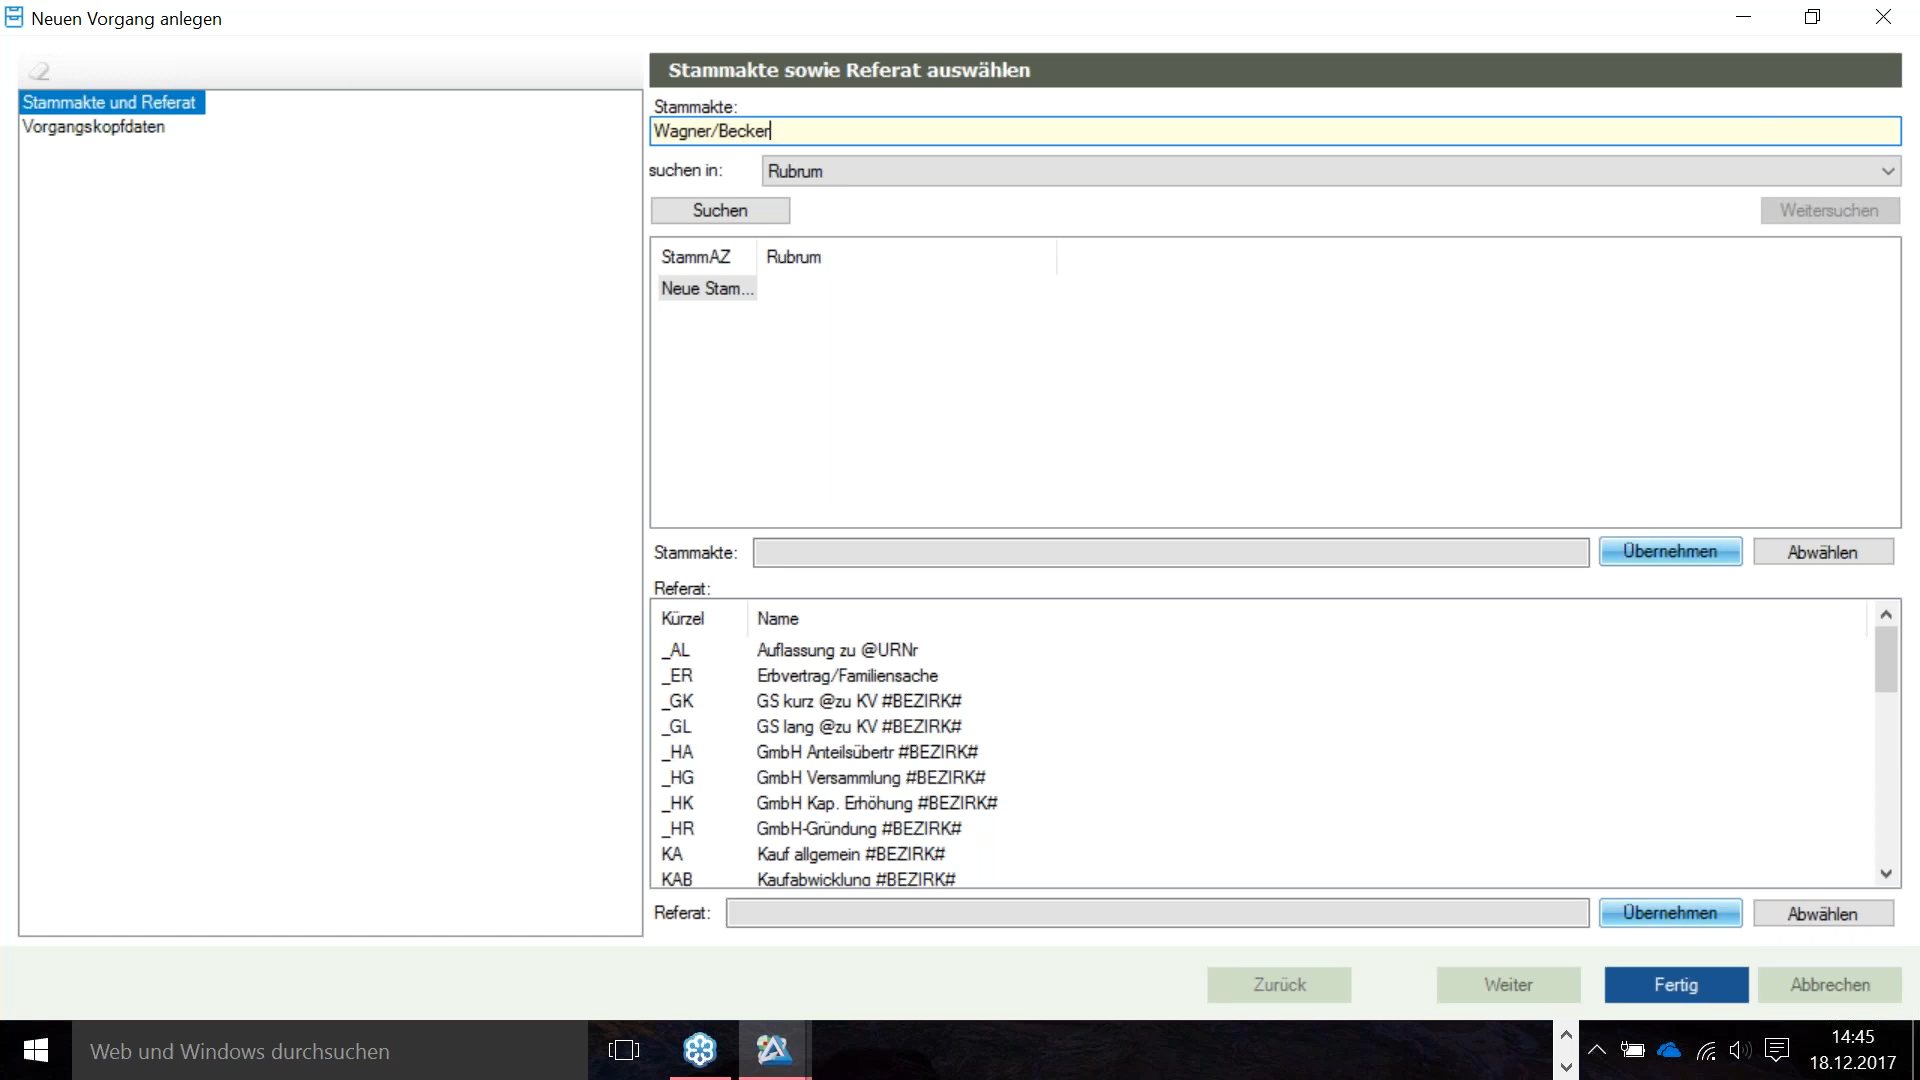 Neuen Vorgang anlegen
Stammakte und Referat
Vorgangskopfdaten
Stammakte sowie Referat auswählen
Stammakte:
Wagner/Becker
suchen in: Rubrum
Suchen Weitersuchen
StammAZ Rubrum
Neue Stam...
Stammakte: Übernehmen Abwählen
Referat:
Kürzel Name
_AL Auflassung zu @URNr
_ER Erbvertrag/Familiensache
_GK GS kurz @zu KV #BEZIRK#
_GL GS lang @zu KV #BEZIRK#
_HA GmbH Anteilsübertr #BEZIRK#
_HG GmbH Versammlung #BEZIRK#
_HK GmbH Kap. Erhöhung #BEZIRK#
_HR GmbH-Gründung #BEZIRK#
KA Kauf allgemein #BEZIRK#
KAB Kaufabwicklung #BEZIRK#
Referat: Übernehmen Abwählen
Zurück Weiter Fertig Abbrechen
Web und Windows durchsuchen
14:45
18.12.2017